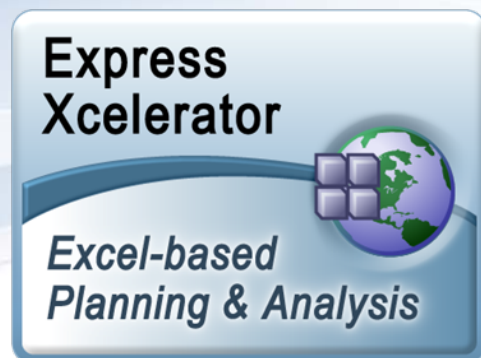 Express
Xcelerator
Excel-based
Planning & Analysis